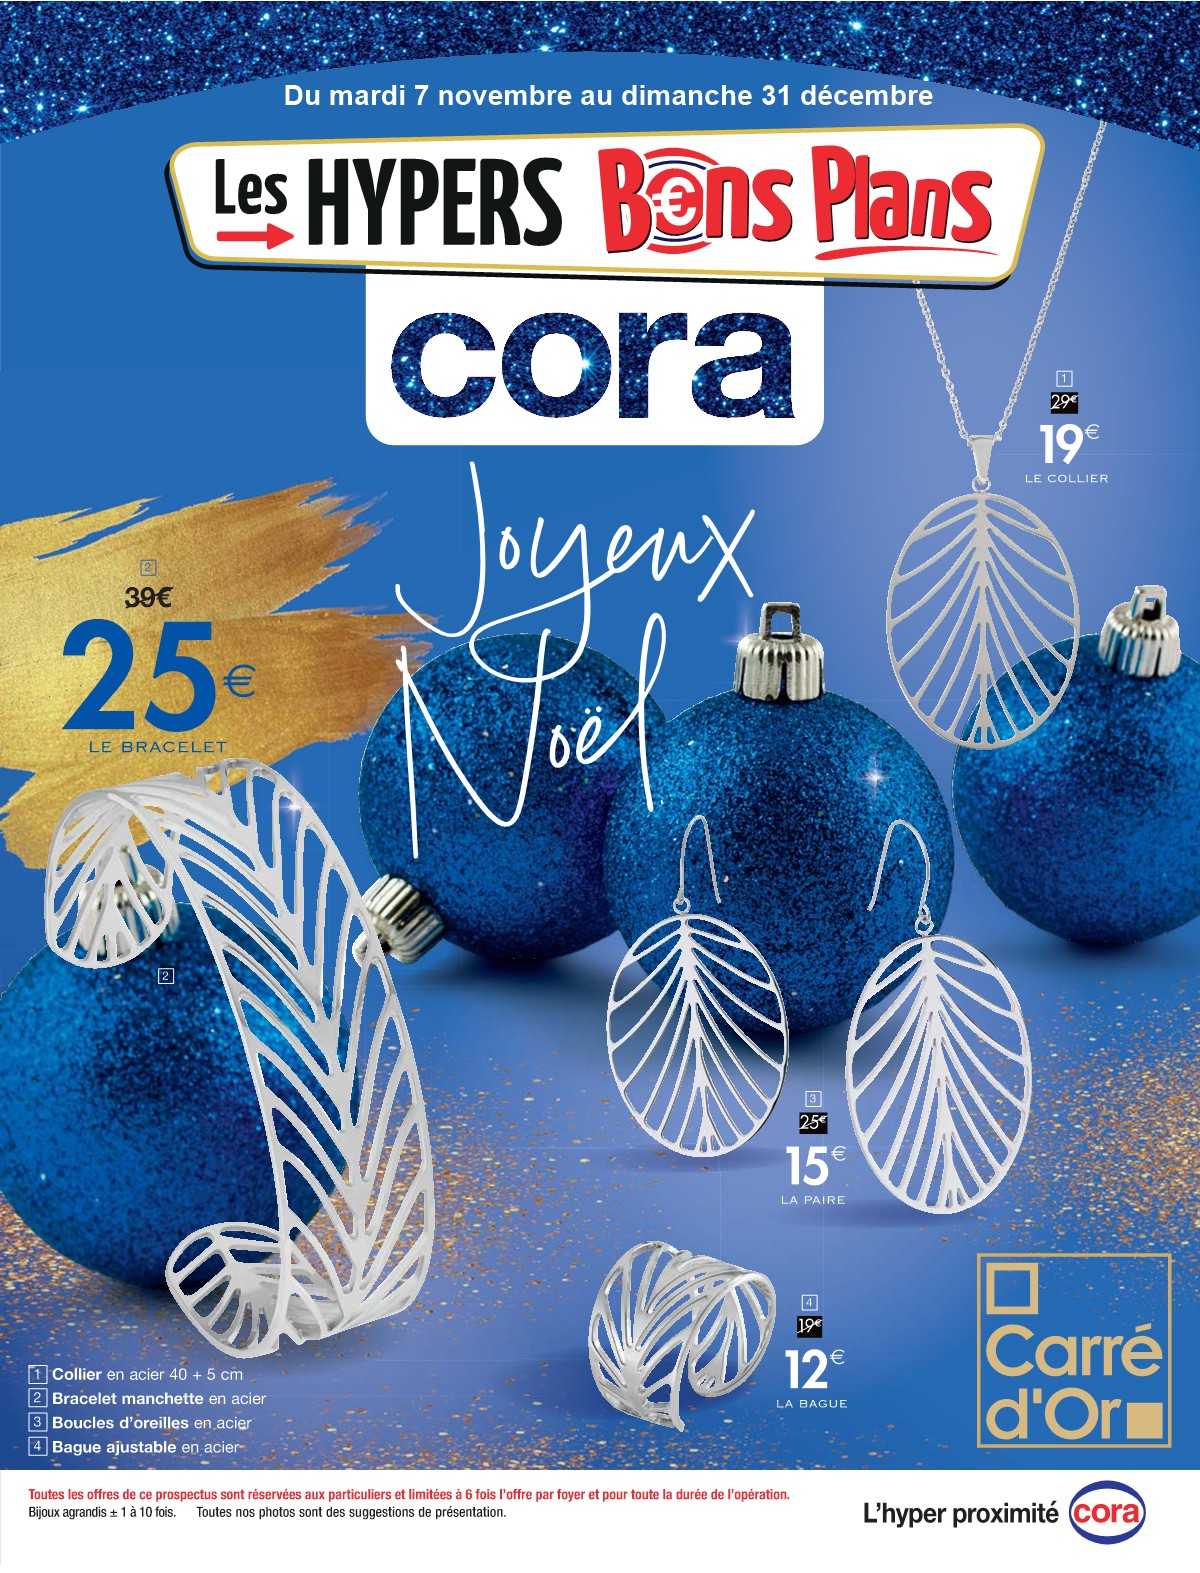 Du mardi 7 novembre au dimanche 31 décembre
Les HYPERS Bons Plans
cora
Joyeux
Noël
1
29€
19€
LE COLLIER
2
39€
25€
LE BRACELET
2
3
25€
15€
LA PAIRE
4
19€
12€
LA BAGUE
Carré
d'Or
1 Collier en acier 40 + 5 cm
2 Bracelet manchette en acier
3 Boucles d'oreilles en acier
4 Bague ajustable en acier
Toutes les offres de ce prospectus sont réservées aux particuliers et limitées à 6 fois l'offre par foyer et pour toute la durée de l'opération.
Bijoux agrandis ± 1 à 10 fois. Toutes nos photos sont des suggestions de présentation.
L'hyper proximité cora